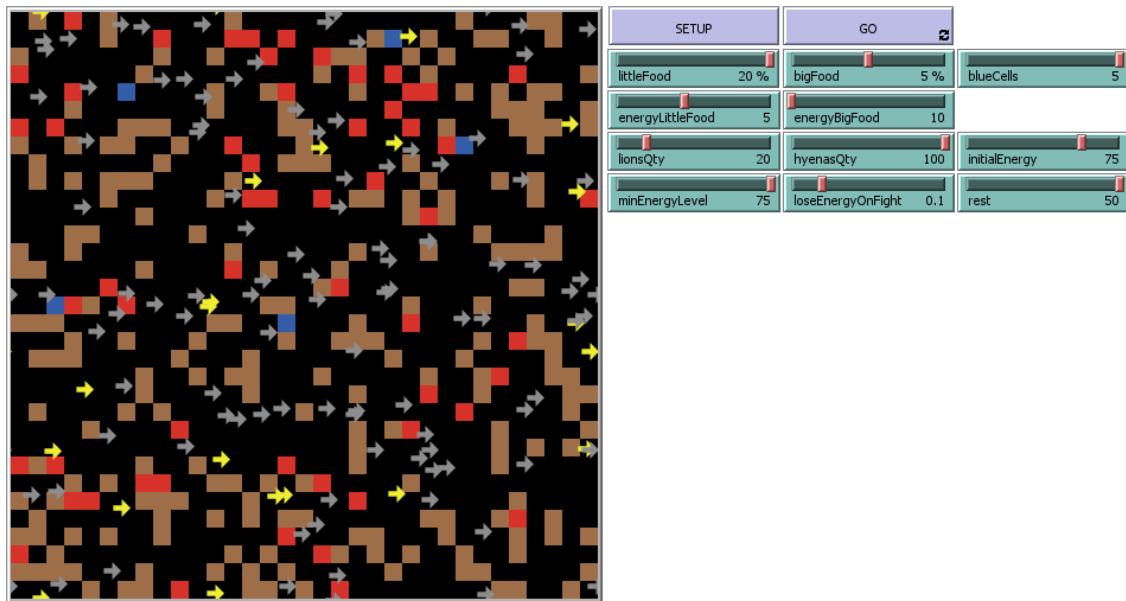 SETUP GO
littleFood 20 % bigFood 5 % blueCells 5
energyLittleFood 5 energyBigFood 10
lionsQty 20 hyenasQty 100 initialEnergy 75
minEnergyLevel 75 loseEnergyOnFight 0.1 rest 50